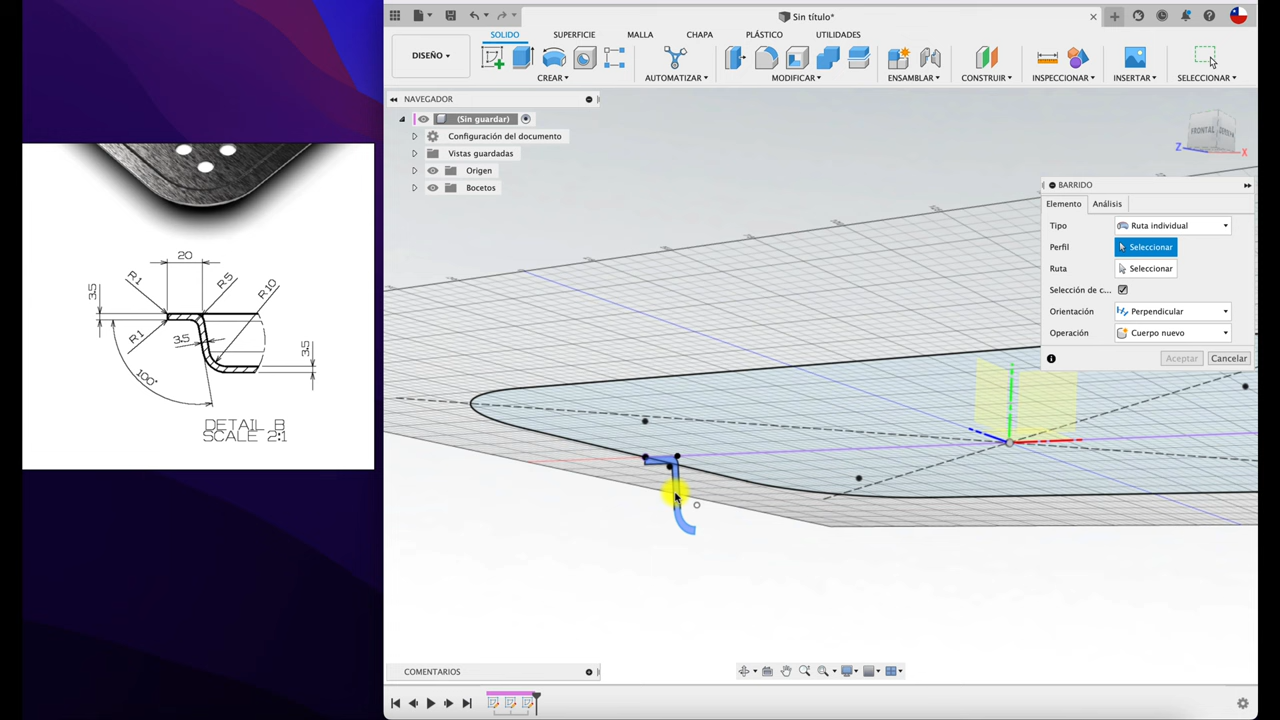 Sin título*
SOLIDO
SUPERFICIE
MALLA
CHAPA
PLÁSTICO
UTILIDADES
DISEÑO
CREAR
AUTOMATIZAR
MODIFICAR
ENSAMBLAR
CONSTRUIR
INSPECCIONAR
INSERTAR
SELECCIONAR
NAVEGADOR
(Sin guardar)
Configuración del documento
Vistas guardadas
Origen
Bocetos
FRONTAL
Z
X
BARRIDO
Elemento
Análisis
Tipo
Ruta individual
Perfil
Seleccionar
Ruta
Seleccionar
Selección de c...
Orientación
Perpendicular
Operación
Cuerpo nuevo
Aceptar
Cancelar
20
R1
R5
R10
3.5
R1
3.5
3.5
100°
DETAIL B
SCALE 2:1
COMENTARIOS